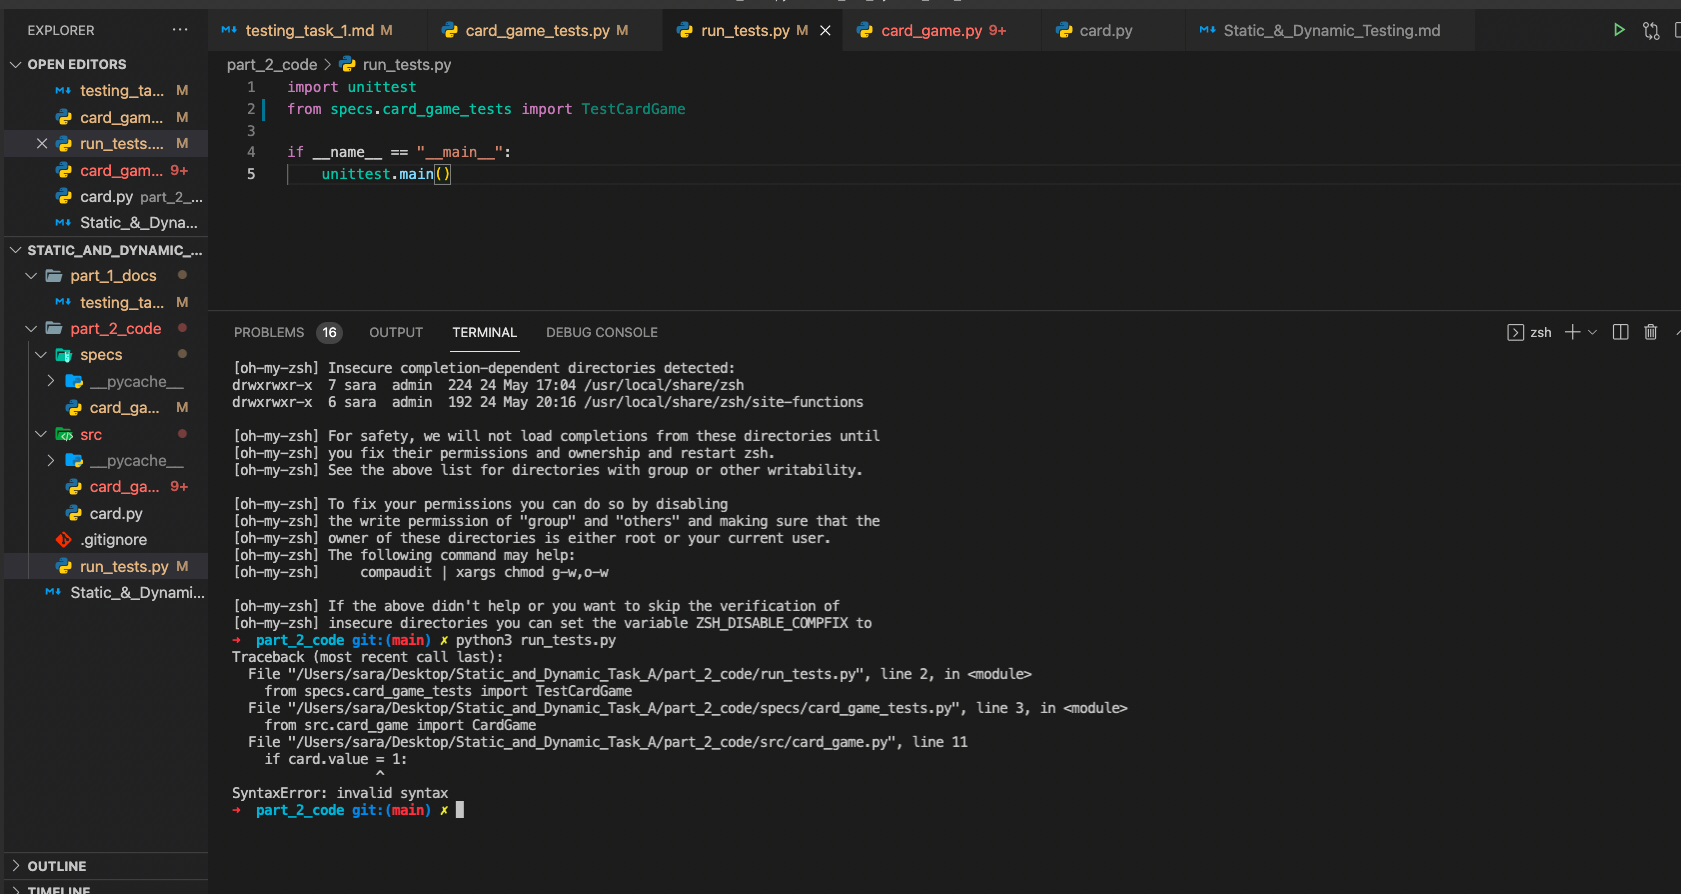 EXPLORER
testing_task_1.md M
card_game_tests.py M
run_tests.py M
card_game.py 9+
card.py
Static_&_Dynamic_Testing.md
OPEN EDITORS
testing_ta... M
card_gam... M
run_tests.... M
card_gam... 9+
card.py part_2_...
Static_&_Dyna...
STATIC_AND_DYNAMIC_...
part_1_docs
testing_ta... M
part_2_code
specs
__pycache__
card_ga... M
src
__pycache__
card_ga... 9+
card.py
.gitignore
run_tests.py M
Static_&_Dynami...
OUTLINE
TIMELINE
part_2_code > run_tests.py
1 import unittest
2 from specs.card_game_tests import TestCardGame
3
4 if __name__ == "__main__":
5 unittest.main()
PROBLEMS 16 OUTPUT TERMINAL DEBUG CONSOLE
zsh
[oh-my-zsh] Insecure completion-dependent directories detected:
drwxrwxr-x 7 sara admin 224 24 May 17:04 /usr/local/share/zsh
drwxrwxr-x 6 sara admin 192 24 May 20:16 /usr/local/share/zsh/site-functions
[oh-my-zsh] For safety, we will not load completions from these directories until
[oh-my-zsh] you fix their permissions and ownership and restart zsh.
[oh-my-zsh] See the above list for directories with group or other writability.
[oh-my-zsh] To fix your permissions you can do so by disabling
[oh-my-zsh] the write permission of "group" and "others" and making sure that the
[oh-my-zsh] owner of these directories is either root or your current user.
[oh-my-zsh] The following command may help:
[oh-my-zsh] compaudit | xargs chmod g-w,o-w
[oh-my-zsh] If the above didn't help or you want to skip the verification of
[oh-my-zsh] insecure directories you can set the variable ZSH_DISABLE_COMPFIX to
→ part_2_code git:(main) ✗ python3 run_tests.py
Traceback (most recent call last):
File "/Users/sara/Desktop/Static_and_Dynamic_Task_A/part_2_code/run_tests.py", line 2, in <module>
from specs.card_game_tests import TestCardGame
File "/Users/sara/Desktop/Static_and_Dynamic_Task_A/part_2_code/specs/card_game_tests.py", line 3, in <module>
from src.card_game import CardGame
File "/Users/sara/Desktop/Static_and_Dynamic_Task_A/part_2_code/src/card_game.py", line 11
if card.value = 1:
^
SyntaxError: invalid syntax
→ part_2_code git:(main) ✗